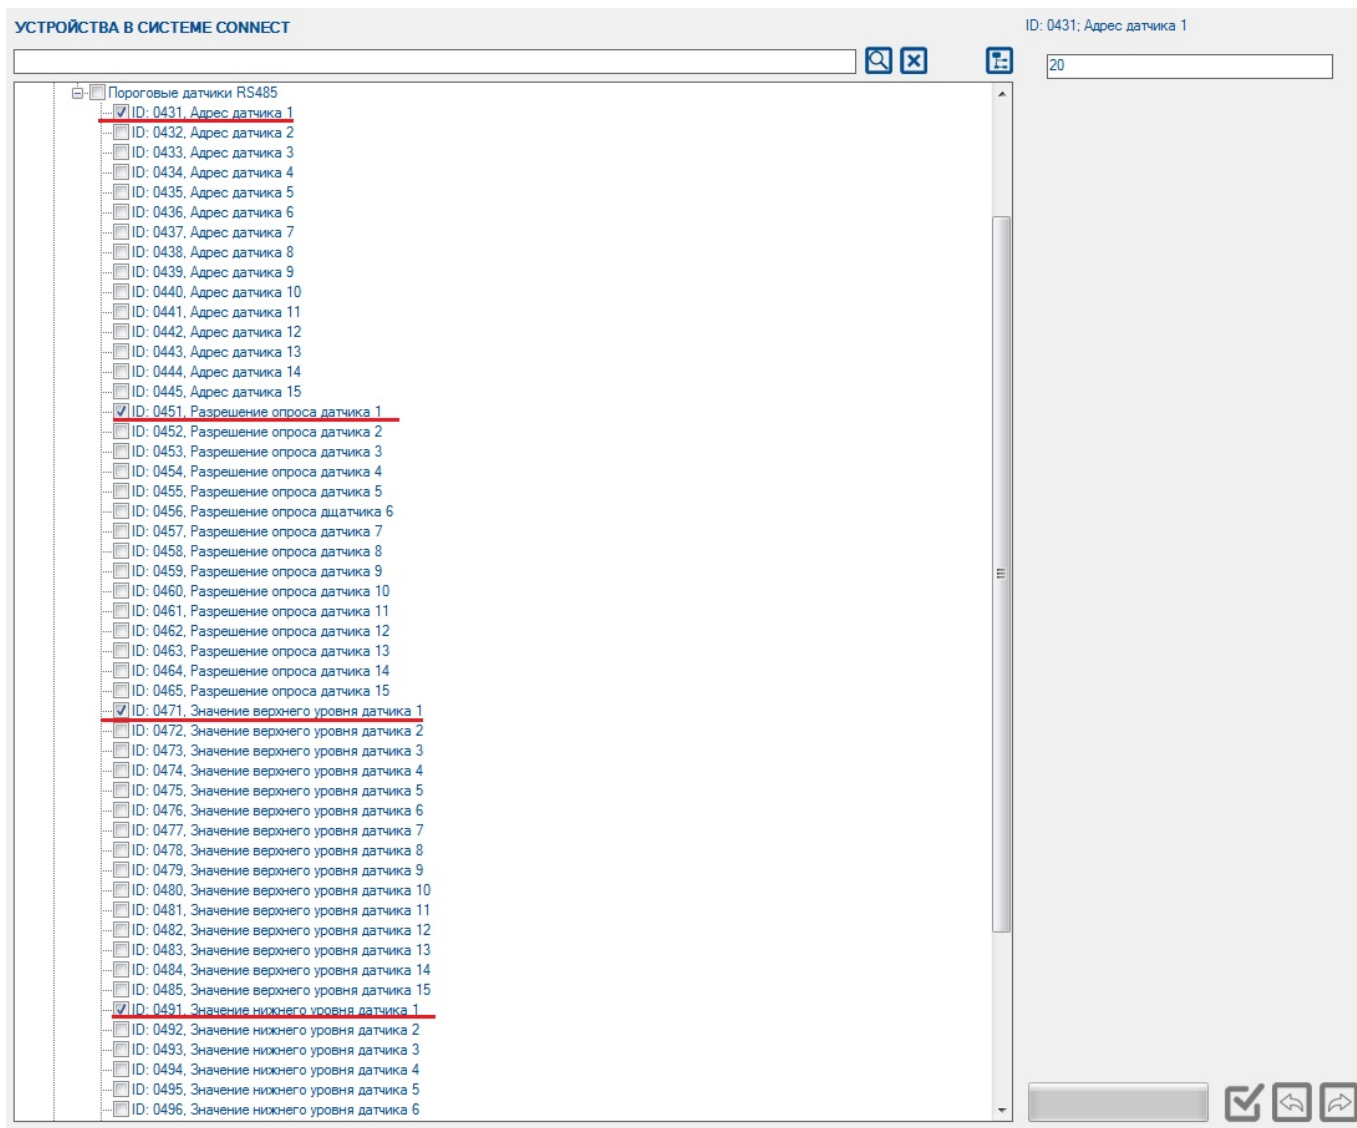 УСТРОЙСТВА В СИСТЕМЕ CONNECT
ID: 0431; Адрес датчика 1
20
Пороговые датчики RS485
ID: 0431, Адрес датчика 1
ID: 0432, Адрес датчика 2
ID: 0433, Адрес датчика 3
ID: 0434, Адрес датчика 4
ID: 0435, Адрес датчика 5
ID: 0436, Адрес датчика 6
ID: 0437, Адрес датчика 7
ID: 0438, Адрес датчика 8
ID: 0439, Адрес датчика 9
ID: 0440, Адрес датчика 10
ID: 0441, Адрес датчика 11
ID: 0442, Адрес датчика 12
ID: 0443, Адрес датчика 13
ID: 0444, Адрес датчика 14
ID: 0445, Адрес датчика 15
ID: 0451, Разрешение опроса датчика 1
ID: 0452, Разрешение опроса датчика 2
ID: 0453, Разрешение опроса датчика 3
ID: 0454, Разрешение опроса датчика 4
ID: 0455, Разрешение опроса датчика 5
ID: 0456, Разрешение опроса дщатчика 6
ID: 0457, Разрешение опроса датчика 7
ID: 0458, Разрешение опроса датчика 8
ID: 0459, Разрешение опроса датчика 9
ID: 0460, Разрешение опроса датчика 10
ID: 0461, Разрешение опроса датчика 11
ID: 0462, Разрешение опроса датчика 12
ID: 0463, Разрешение опроса датчика 13
ID: 0464, Разрешение опроса датчика 14
ID: 0465, Разрешение опроса датчика 15
ID: 0471, Значение верхнего уровня датчика 1
ID: 0472, Значение верхнего уровня датчика 2
ID: 0473, Значение верхнего уровня датчика 3
ID: 0474, Значение верхнего уровня датчика 4
ID: 0475, Значение верхнего уровня датчика 5
ID: 0476, Значение верхнего уровня датчика 6
ID: 0477, Значение верхнего уровня датчика 7
ID: 0478, Значение верхнего уровня датчика 8
ID: 0479, Значение верхнего уровня датчика 9
ID: 0480, Значение верхнего уровня датчика 10
ID: 0481, Значение верхнего уровня датчика 11
ID: 0482, Значение верхнего уровня датчика 12
ID: 0483, Значение верхнего уровня датчика 13
ID: 0484, Значение верхнего уровня датчика 14
ID: 0485, Значение верхнего уровня датчика 15
ID: 0491, Значение нижнего уровня датчика 1
ID: 0492, Значение нижнего уровня датчика 2
ID: 0493, Значение нижнего уровня датчика 3
ID: 0494, Значение нижнего уровня датчика 4
ID: 0495, Значение нижнего уровня датчика 5
ID: 0496, Значение нижнего уровня датчика 6